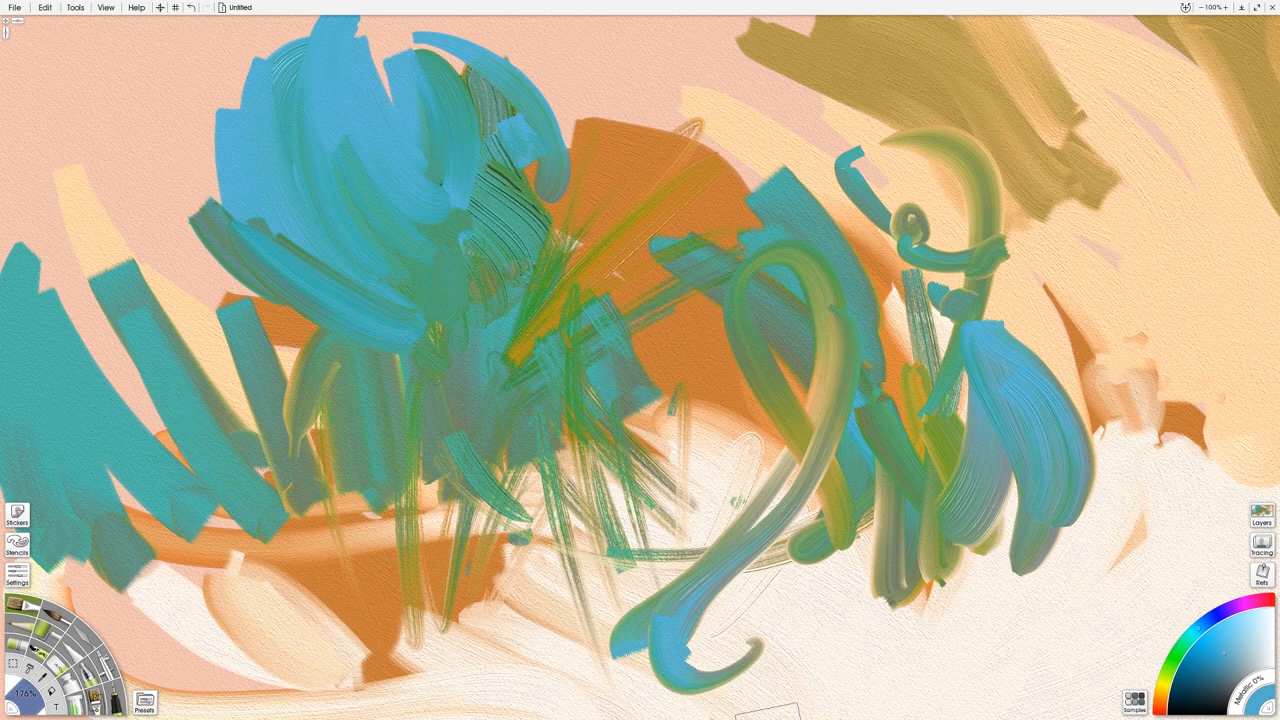 File Edit Tools View Help Untitled −100%+
Stickers
Stencils
Settings
176%
T
Presets
Layers
Tracing
Refs
Samples
Metallic 0%